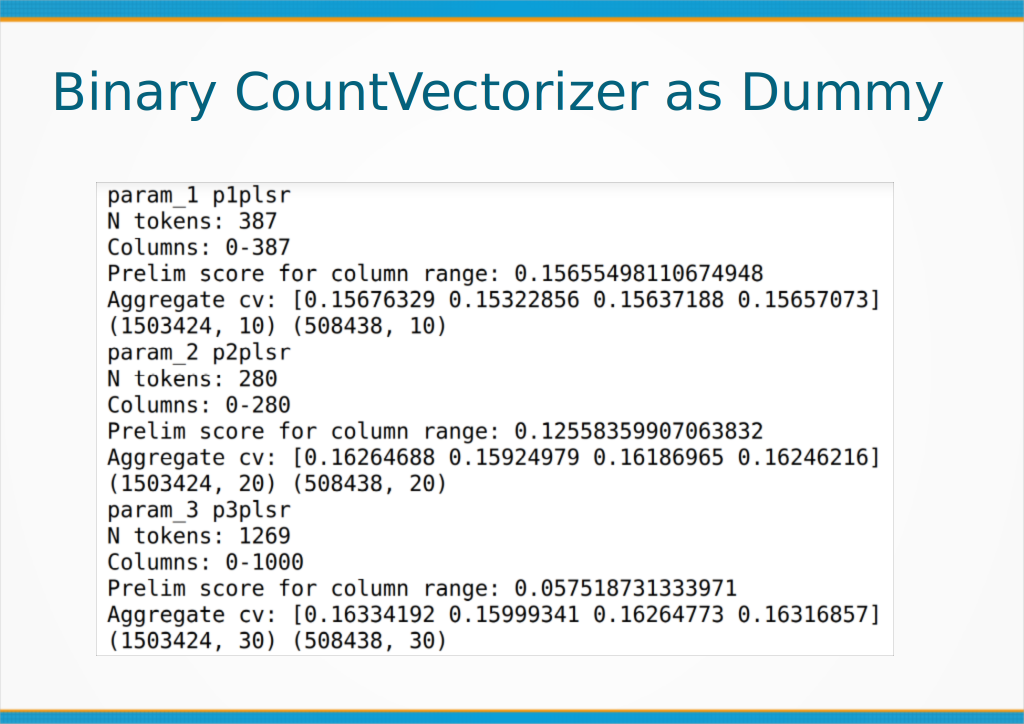 Binary CountVectorizer as Dummy
param_1 p1plsr
N tokens: 387
Columns: 0-387
Prelim score for column range: 0.15655498110674948
Aggregate cv: [0.15676329 0.15322856 0.15637188 0.15657073]
(1503424, 10) (508438, 10)
param_2 p2plsr
N tokens: 280
Columns: 0-280
Prelim score for column range: 0.12558359907063832
Aggregate cv: [0.16264688 0.15924979 0.16186965 0.16246216]
(1503424, 20) (508438, 20)
param_3 p3plsr
N tokens: 1269
Columns: 0-1000
Prelim score for column range: 0.057518731333971
Aggregate cv: [0.16334192 0.15999341 0.16264773 0.16316857]
(1503424, 30) (508438, 30)